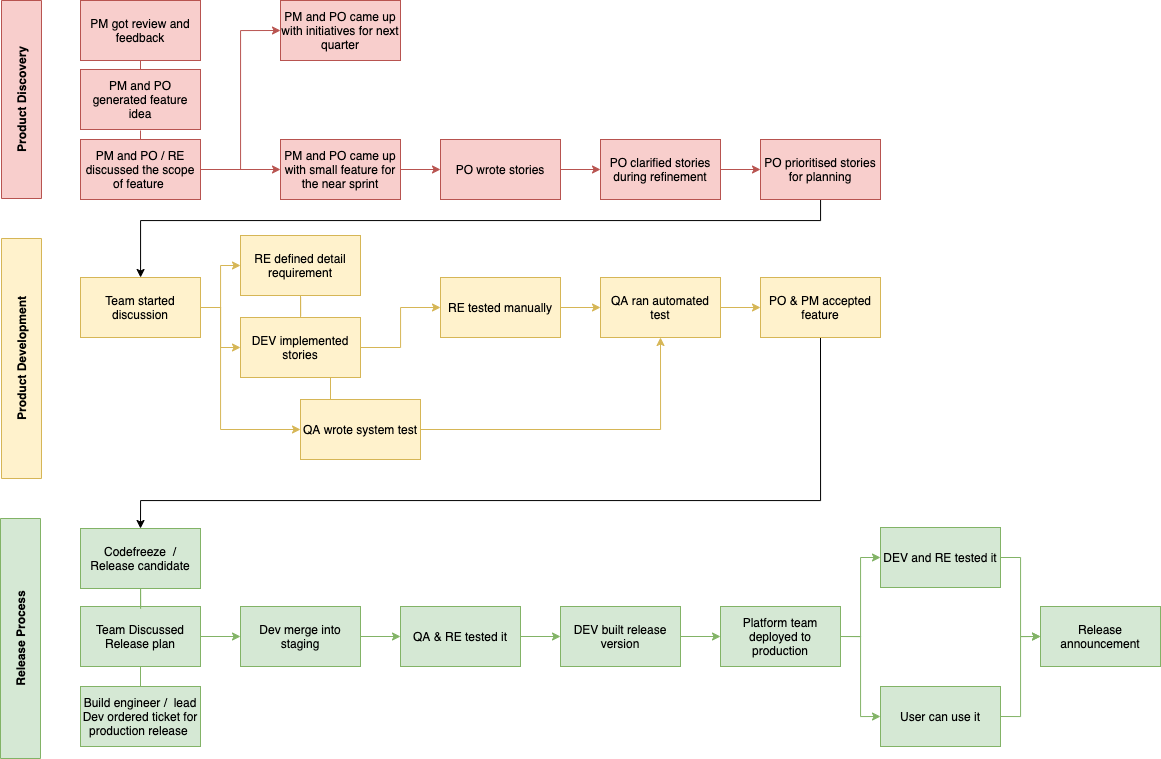 Product Discovery
PM got review and
feedback
PM and PO came up
with initiatives for next
quarter
PM and PO
generated feature
idea
PM and PO / RE
discussed the scope
of feature
PM and PO came up
with small feature for
the near sprint
PO wrote stories
PO clarified stories
during refinement
PO prioritised stories
for planning
Product Development
Team started
discussion
RE defined detail
requirement
DEV implemented
stories
QA wrote system test
RE tested manually
QA ran automated
test
PO & PM accepted
feature
Release Process
Codefreeze /
Release candidate
Team Discussed
Release plan
Build engineer / lead
Dev ordered ticket for
production release
Dev merge into
staging
QA & RE tested it
DEV built release
version
Platform team
deployed to
production
DEV and RE tested it
User can use it
Release
announcement